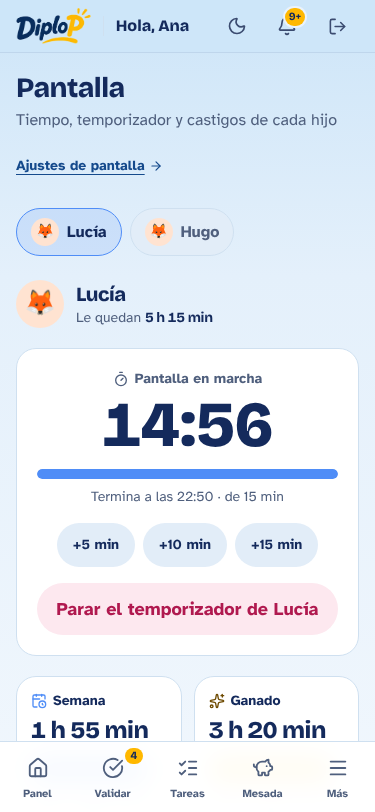 DiploP
Hola, Ana
9+
Pantalla
Tiempo, temporizador y castigos de cada hijo
Ajustes de pantalla →
Lucía
Hugo
Lucía
Le quedan 5 h 15 min
Pantalla en marcha
14:56
Termina a las 22:50 · de 15 min
+5 min
+10 min
+15 min
Parar el temporizador de Lucía
Semana
Ganado
1 h 55 min
3 h 20 min
4
Panel
Validar
Tareas
Mesada
Más